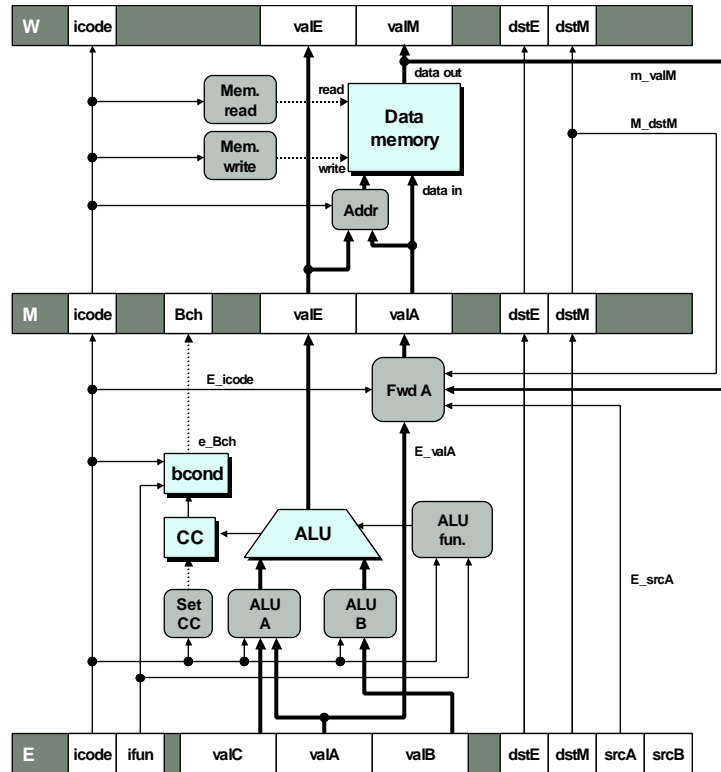 W icode valE valM dstE dstM
data out
m_valM
Mem.
read
read
Data
memory
M_dstM
Mem.
write
write
data in
Addr
M icode Bch valE valA dstE dstM
E_icode
Fwd A
e_Bch
E_valA
bcond
CC
ALU
ALU
fun.
E_srcA
Set
CC
ALU
A
ALU
B
E icode ifun valC valA valB dstE dstM srcA srcB